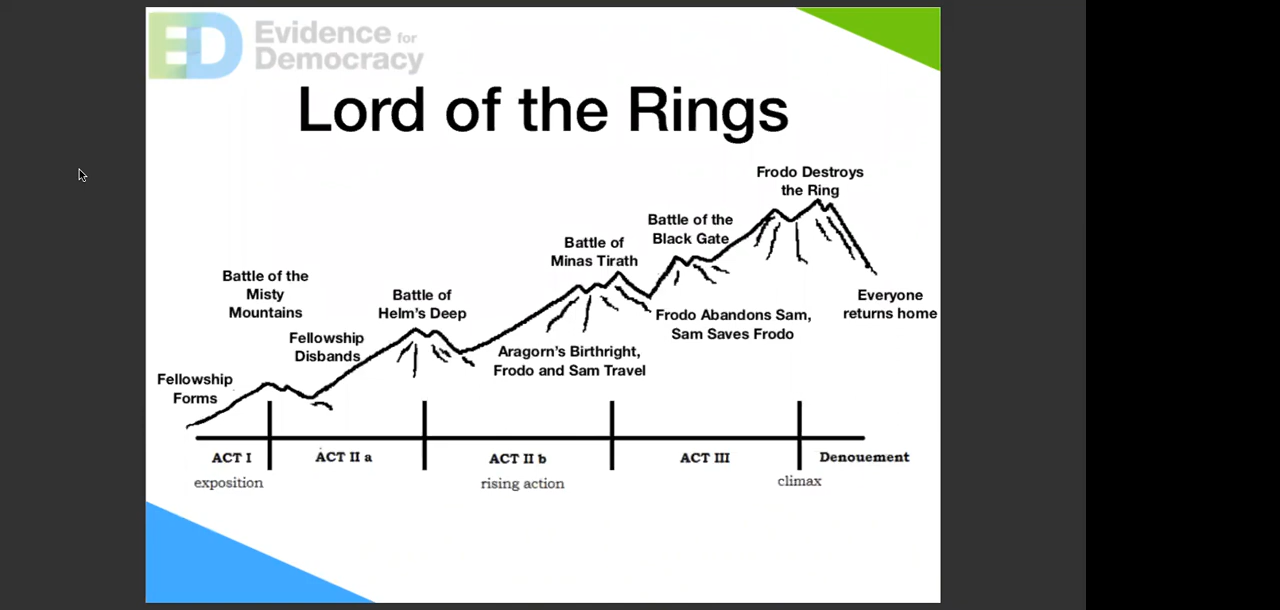 Evidence for
Democracy
Lord of the Rings
Frodo Destroys
the Ring
Battle of the
Black Gate
Battle of
Minas Tirath
Battle of the
Misty
Mountains
Battle of
Helm's Deep
Everyone
returns home
Frodo Abandons Sam,
Sam Saves Frodo
Fellowship
Disbands
Aragorn's Birthright,
Frodo and Sam Travel
Fellowship
Forms
ACT I
ACT II a
ACT II b
ACT III
Denouement
exposition
rising action
climax